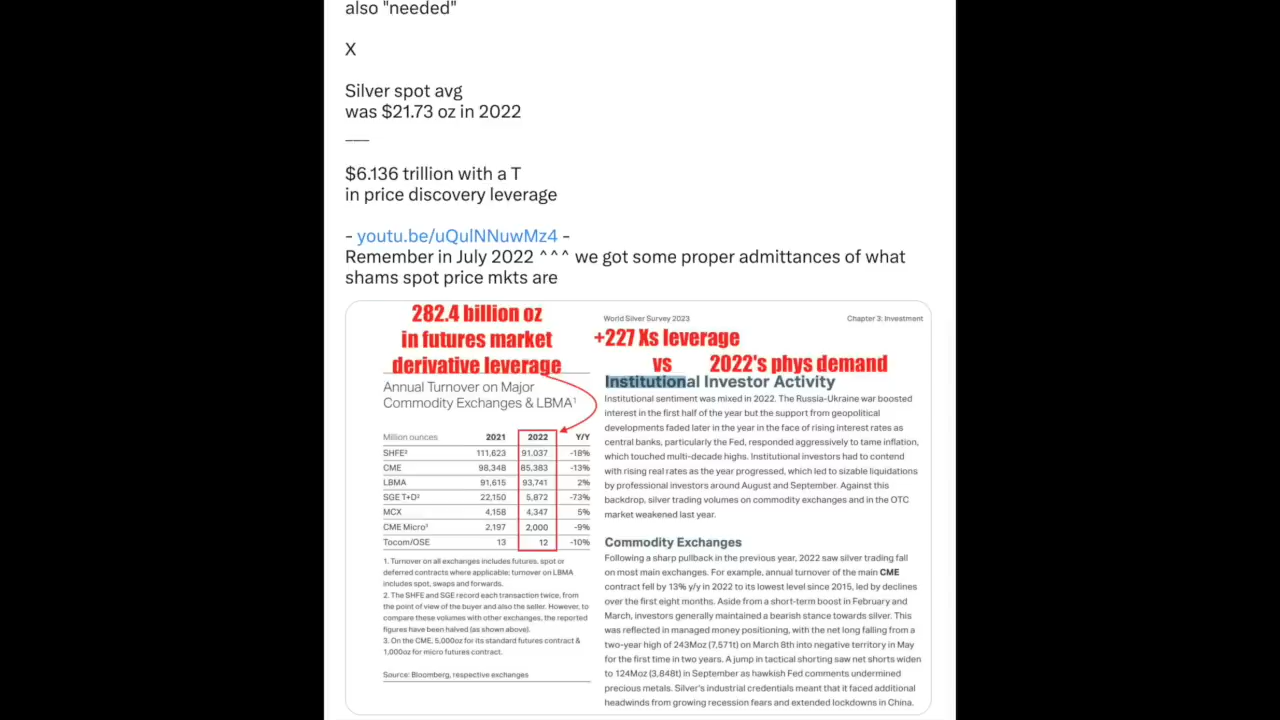 also "needed"
X
Silver spot avg
was $21.73 oz in 2022
$6.136 trillion with a T
in price discovery leverage
- youtu.be/uQulNNuwMz4 -
Remember in July 2022 ^^^ we got some proper admittances of what
shams spot price mkts are
282.4 billion oz
in futures market
derivative leverage
Annual Turnover on Major
Commodity Exchanges & LBMA¹
Million ounces 2021 2022 Y/Y
SHFE² 111,623 91,037 -18%
CME 98,348 85,383 -13%
LBMA 91,615 93,741 2%
SGE T+D² 22,150 5,872 -73%
MCX 4,158 4,347 5%
CME Micro³ 2,197 2,000 -9%
Tocom/OSE 13 12 -10%
1. Turnover on all exchanges includes futures, spot or
deferred contracts where applicable; turnover on LBMA
includes spot, swaps and forwards.
2. The SHFE and SGE record each transaction twice, from
the point of view of the buyer and also the seller. However, to
compare these volumes with other exchanges, the reported
figures have been halved (as shown above).
3. On the CME, 5,000oz for its standard futures contract &
1,000oz for micro futures contract.
Source: Bloomberg, respective exchanges
World Silver Survey 2023
Chapter 3: Investment
+227 Xs leverage
vs 2022's phys demand
Institutional Investor Activity
Institutional sentiment was mixed in 2022. The Russia-Ukraine war boosted
interest in the first half of the year but the support from geopolitical
developments faded later in the year in the face of rising interest rates as
central banks, particularly the Fed, responded aggressively to tame inflation,
which touched multi-decade highs. Institutional investors had to contend
with rising real rates as the year progressed, which led to sizable liquidations
by professional investors around August and September. Against this
backdrop, silver trading volumes on commodity exchanges and in the OTC
market weakened last year.
Commodity Exchanges
Following a sharp pullback in the previous year, 2022 saw silver trading fall
on most main exchanges. For example, annual turnover of the main CME
contract fell by 13% y/y in 2022 to its lowest level since 2015, led by declines
over the first eight months. Aside from a short-term boost in February and
March, investors generally maintained a bearish stance towards silver. This
was reflected in managed money positioning, with the net long falling from a
two-year high of 243Moz (7,571t) on March 8th into negative territory in May
for the first time in two years. A jump in tactical shorting saw net shorts widen
to 124Moz (3,848t) in September as hawkish Fed comments undermined
precious metals. Silver's industrial credentials meant that it faced additional
headwinds from growing recession fears and extended lockdowns in China.